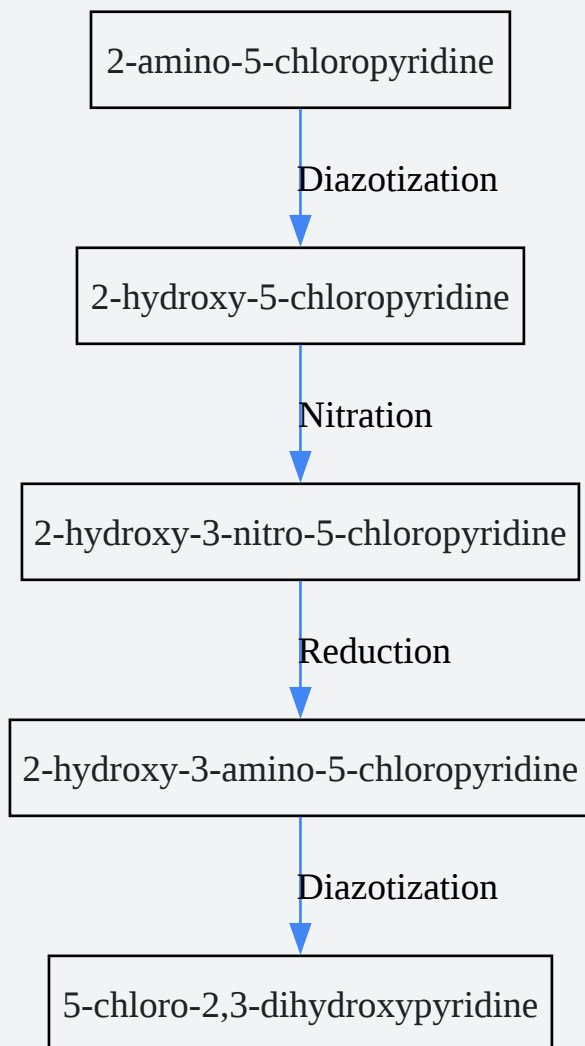 2-amino-5-chloropyridine
Diazotization
2-hydroxy-5-chloropyridine
Nitration
2-hydroxy-3-nitro-5-chloropyridine
Reduction
2-hydroxy-3-amino-5-chloropyridine
Diazotization
5-chloro-2,3-dihydroxypyridine